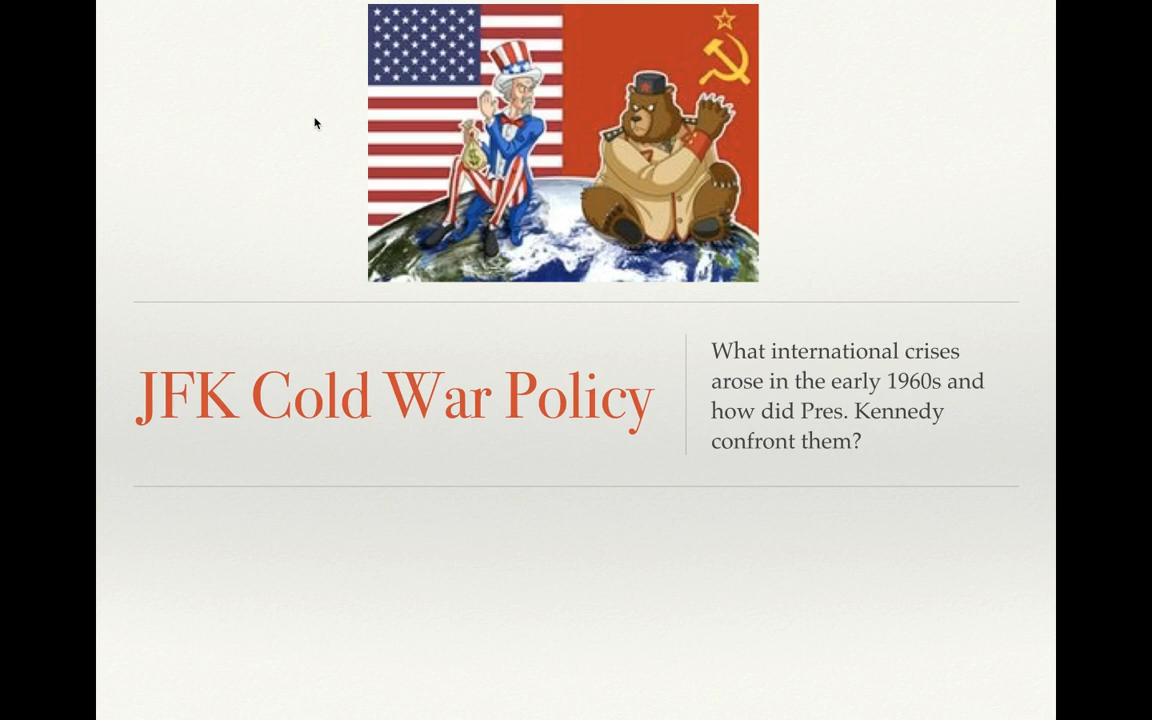 $
JFK Cold War Policy
What international crises
arose in the early 1960s and
how did Pres. Kennedy
confront them?